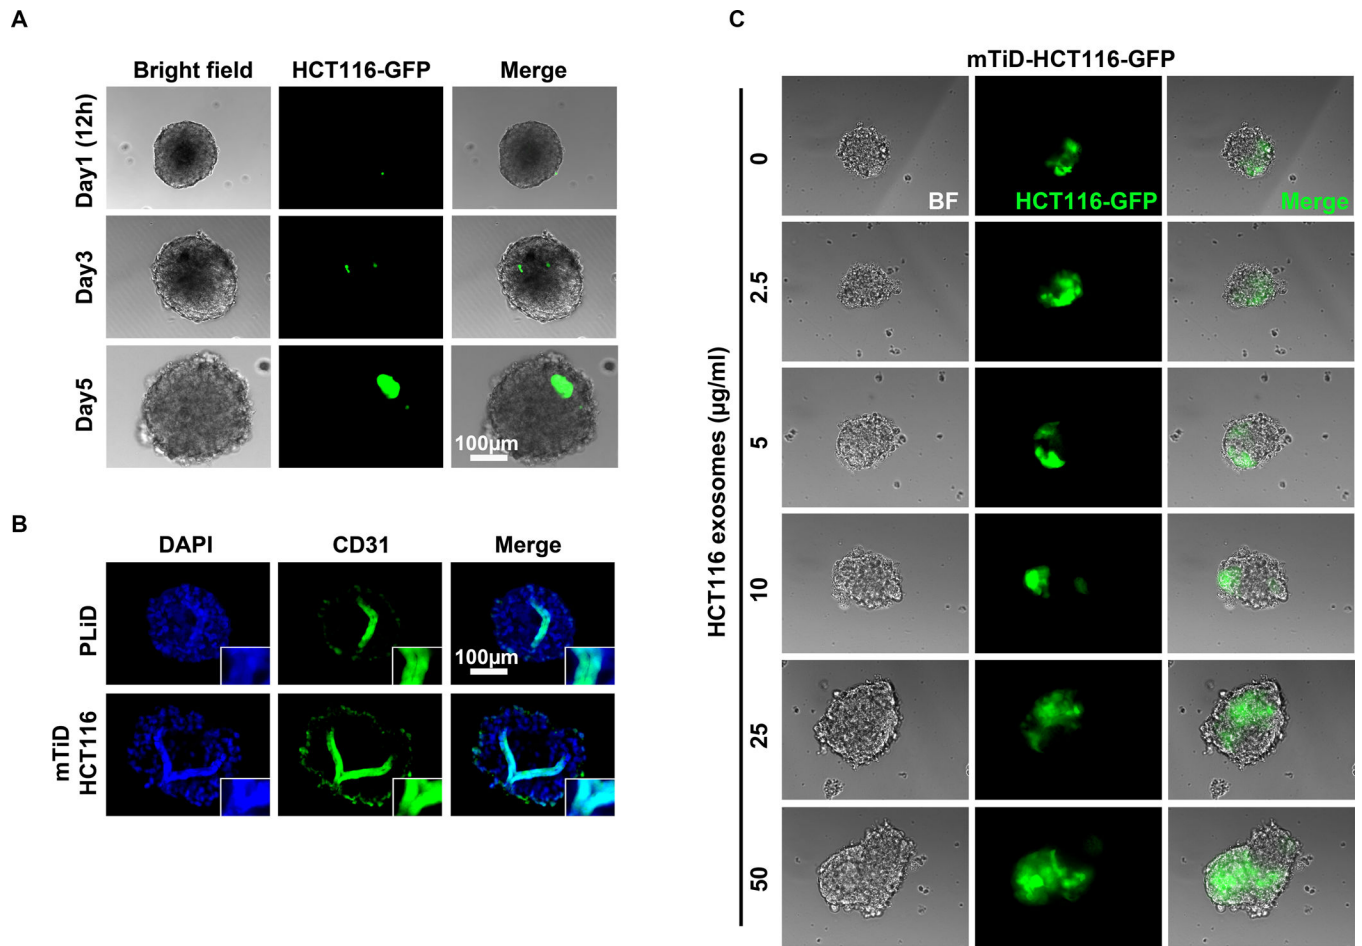 A
Bright field HCT116-GFP Merge
Day1 (12h)
Day3
Day5
100µm
B
DAPI CD31 Merge
PLiD
100µm
mTiD
HCT116
C
mTiD-HCT116-GFP
HCT116 exosomes (µg/ml)
0
BF HCT116-GFP Merge
2.5
5
10
25
50